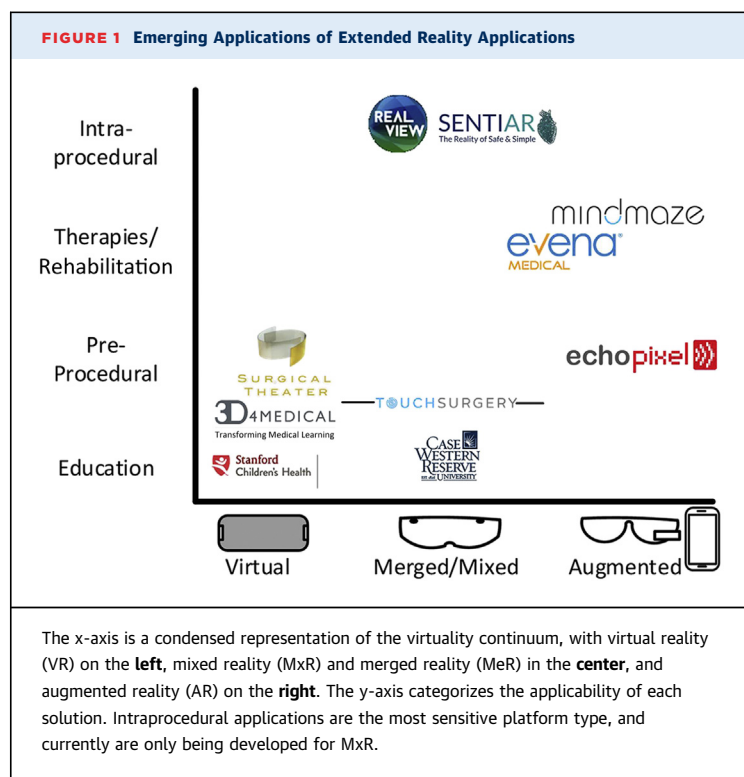 FIGURE 1 Emerging Applications of Extended Reality Applications
Intra-
procedural
REAL
VIEW
SENTIAR
The Reality of Safe & Simple
Therapies/
Rehabilitation
mindmaze
evena®
MEDICAL
Pre-
Procedural
SURGICAL
THEATER
echopixel
3D4MEDICAL
Transforming Medical Learning
TOUCHSURGERY
Education
Stanford
Children's Health
CASE
WESTERN
RESERVE
UNIVERSITY
Virtual
Merged/Mixed
Augmented
The x-axis is a condensed representation of the virtuality continuum, with virtual reality
(VR) on the left, mixed reality (MxR) and merged reality (MeR) in the center, and
augmented reality (AR) on the right. The y-axis categorizes the applicability of each
solution. Intraprocedural applications are the most sensitive platform type, and
currently are only being developed for MxR.